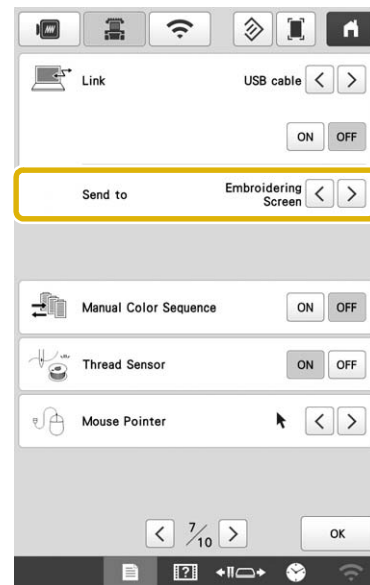 Link
USB cable < >
ON OFF
Send to
Embroidering
Screen < >
Manual Color Sequence
ON OFF
Thread Sensor
ON OFF
Mouse Pointer
< >
< 7/10 >
OK